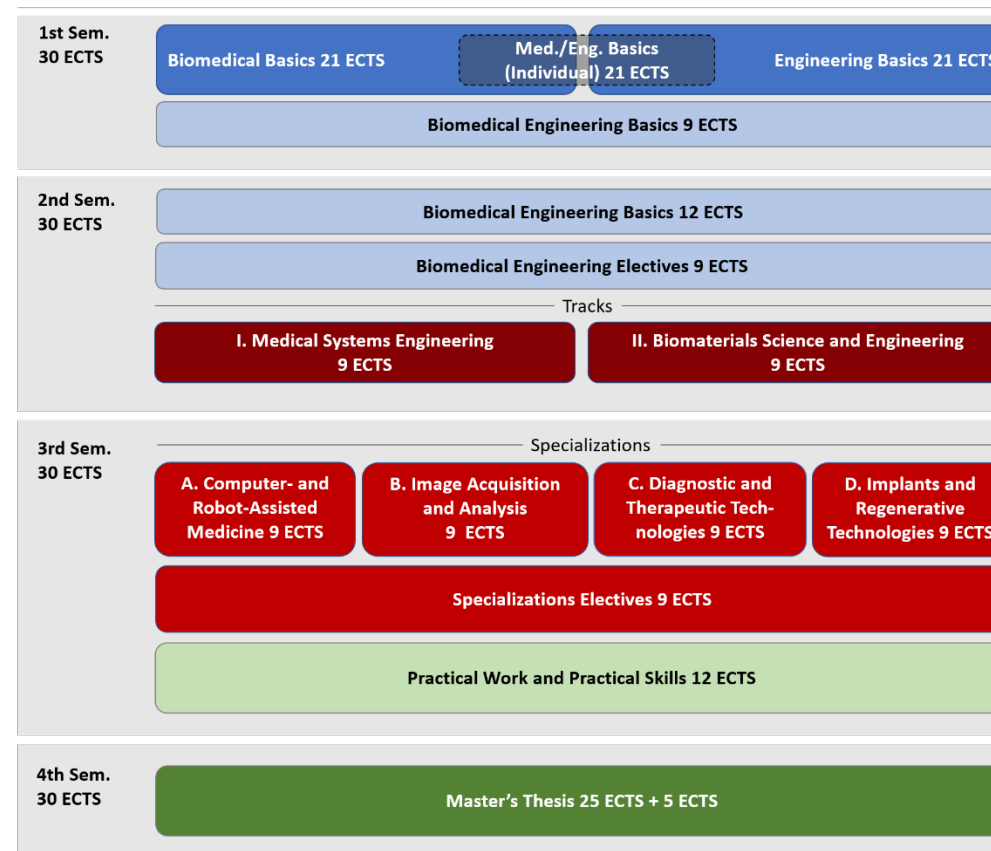 1st Sem.
30 ECTS
Biomedical Basics 21 ECTS
Med./Eng. Basics
(Individual) 21 ECTS
Engineering Basics 21 ECTS
Biomedical Engineering Basics 9 ECTS
2nd Sem.
30 ECTS
Biomedical Engineering Basics 12 ECTS
Biomedical Engineering Electives 9 ECTS
Tracks
I. Medical Systems Engineering
9 ECTS
II. Biomaterials Science and Engineering
9 ECTS
3rd Sem.
30 ECTS
Specializations
A. Computer- and
Robot-Assisted
Medicine 9 ECTS
B. Image Acquisition
and Analysis
9 ECTS
C. Diagnostic and
Therapeutic Tech-
nologies 9 ECTS
D. Implants and
Regenerative
Technologies 9 ECTS
Specializations Electives 9 ECTS
Practical Work and Practical Skills 12 ECTS
4th Sem.
30 ECTS
Master's Thesis 25 ECTS + 5 ECTS